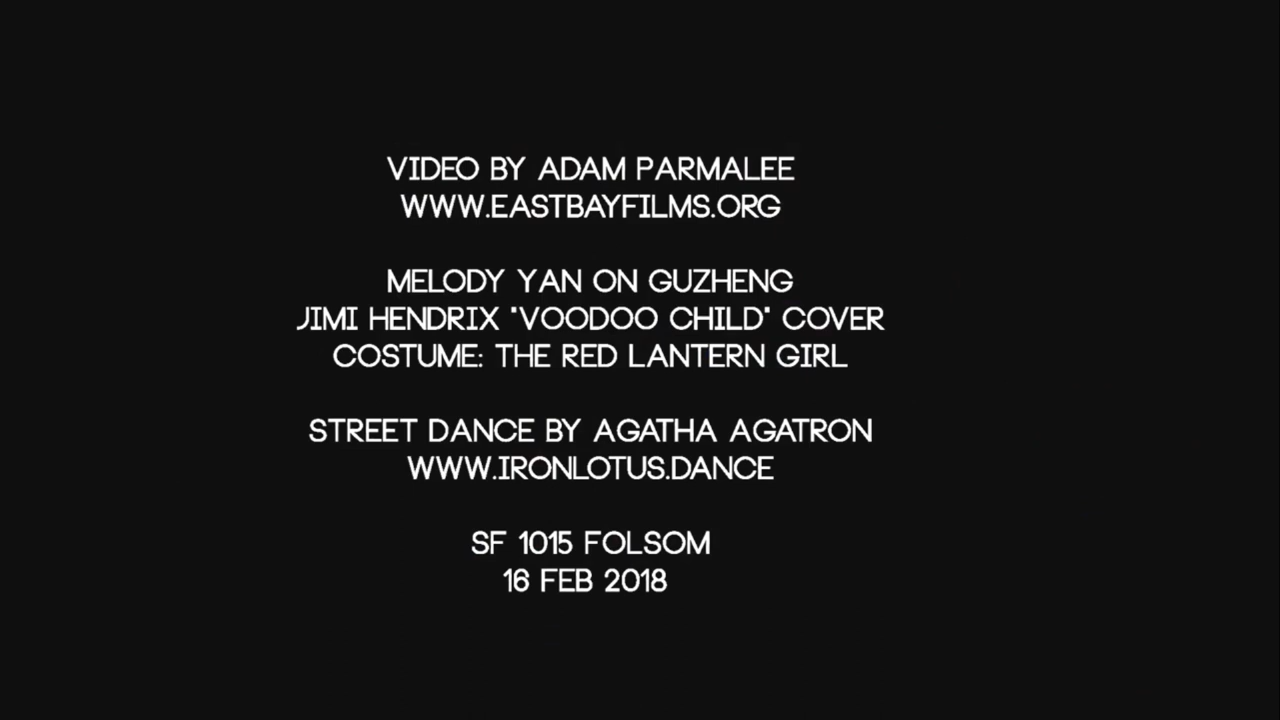 VIDEO BY ADAM PARMALEE
WWW.EASTBAYFILMS.ORG
MELODY YAN ON GUZHENG
JIMI HENDRIX "VOODOO CHILD" COVER
COSTUME: THE RED LANTERN GIRL
STREET DANCE BY AGATHA AGATRON
WWW.IRONLOTUS.DANCE
SF 1015 FOLSOM
16 FEB 2018